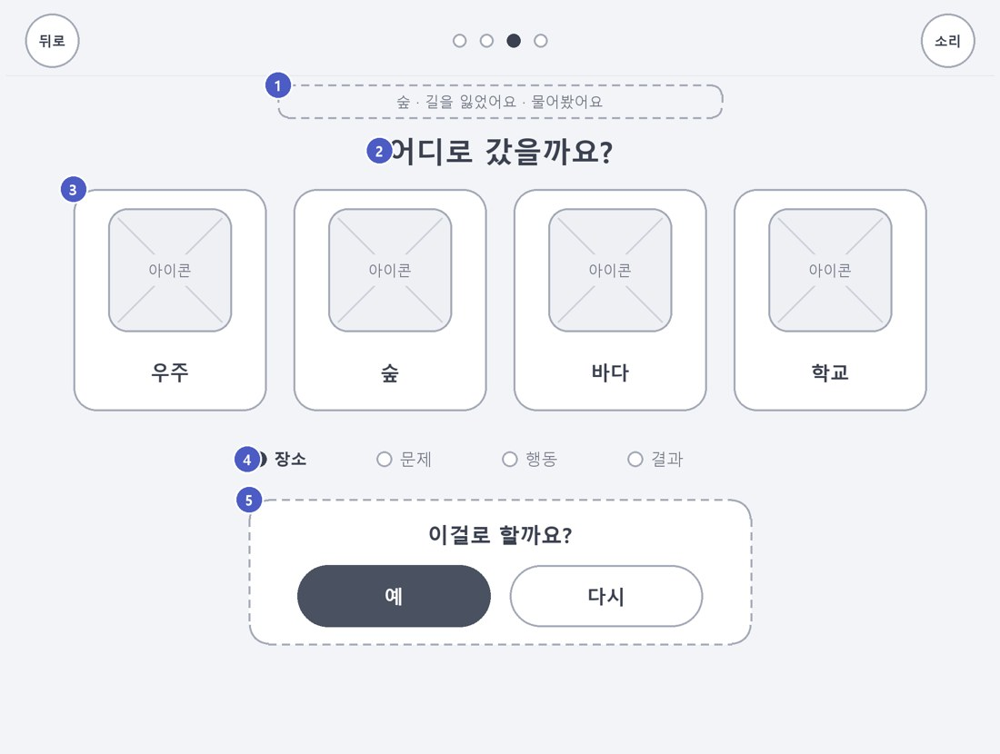 뒤로
소리
1
숲 · 길을 잃었어요 · 물어봤어요
2
어디로 갔을까요?
3
아이콘 아이콘 아이콘 아이콘
우주 숲 바다 학교
4
장소 문제 행동 결과
5
이걸로 할까요?
예 다시